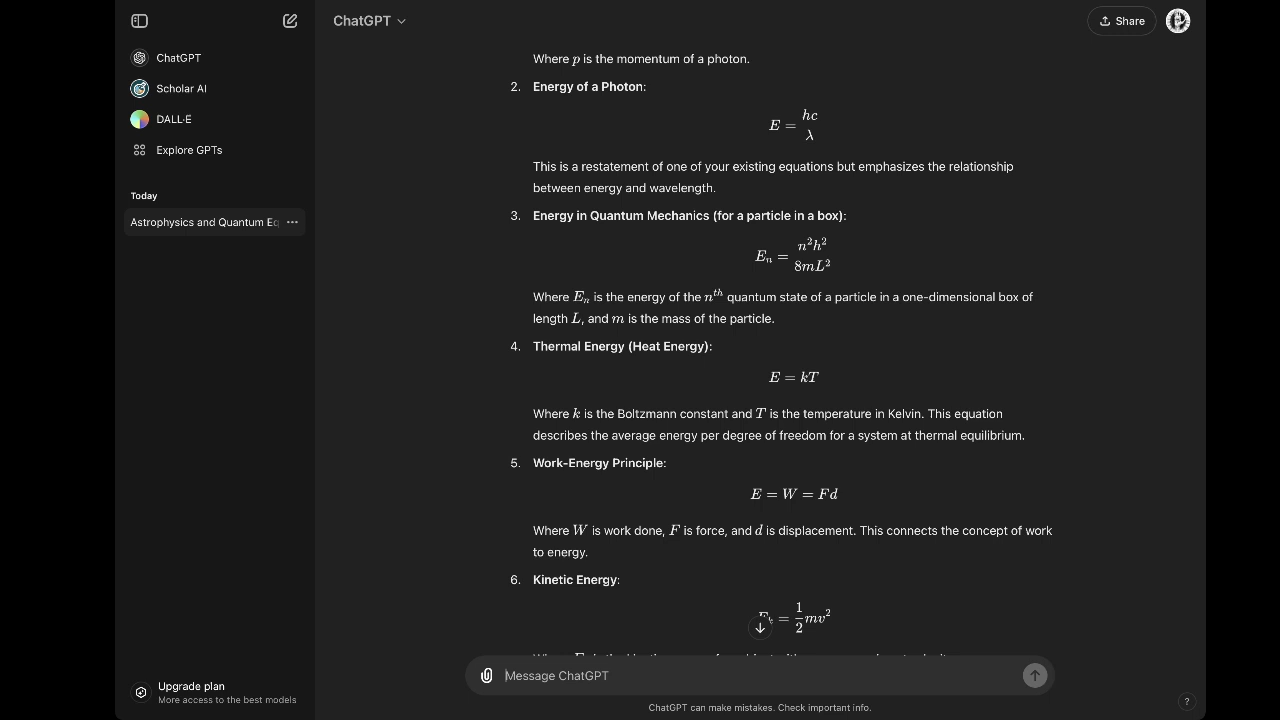 ChatGPT
Share
ChatGPT
Scholar AI
DALL·E
Explore GPTs
Today
Astrophysics and Quantum Eq
Upgrade plan
More access to the best models
Where p is the momentum of a photon.
2. Energy of a Photon:
E = hc/λ
This is a restatement of one of your existing equations but emphasizes the relationship
between energy and wavelength.
3. Energy in Quantum Mechanics (for a particle in a box):
Eₙ = n²h²/8mL²
Where Eₙ is the energy of the nᵗʰ quantum state of a particle in a one-dimensional box of
length L, and m is the mass of the particle.
4. Thermal Energy (Heat Energy):
E = kT
Where k is the Boltzmann constant and T is the temperature in Kelvin. This equation
describes the average energy per degree of freedom for a system at thermal equilibrium.
5. Work-Energy Principle:
E = W = Fd
Where W is work done, F is force, and d is displacement. This connects the concept of work
to energy.
6. Kinetic Energy:
= 1/2 mv²
Message ChatGPT
ChatGPT can make mistakes. Check important info.
?